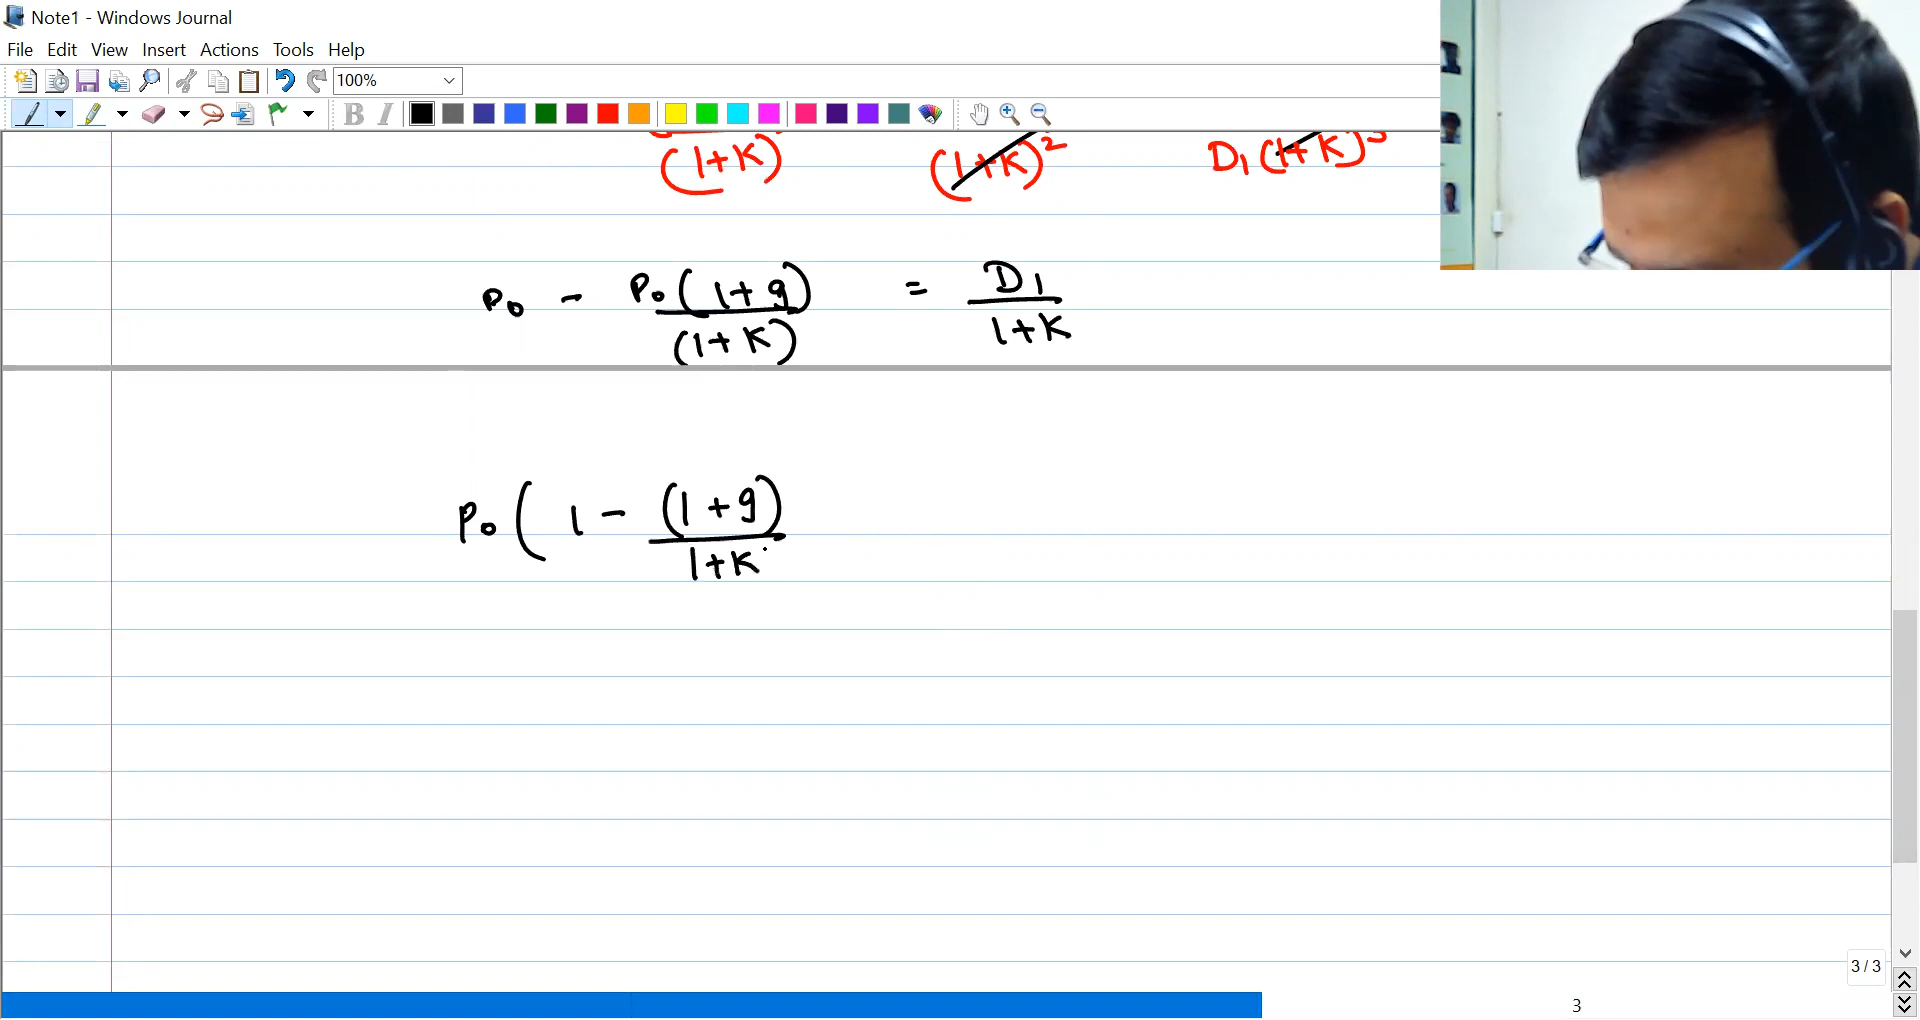 Note1 - Windows Journal
File Edit View Insert Actions Tools Help
100%
B I
(1+K) (1+K)² D₁(1+K)³
P₀ - P₀(1+g)/(1+K) = D₁/1+K
P₀(1 - (1+g)/1+K
3/3
3